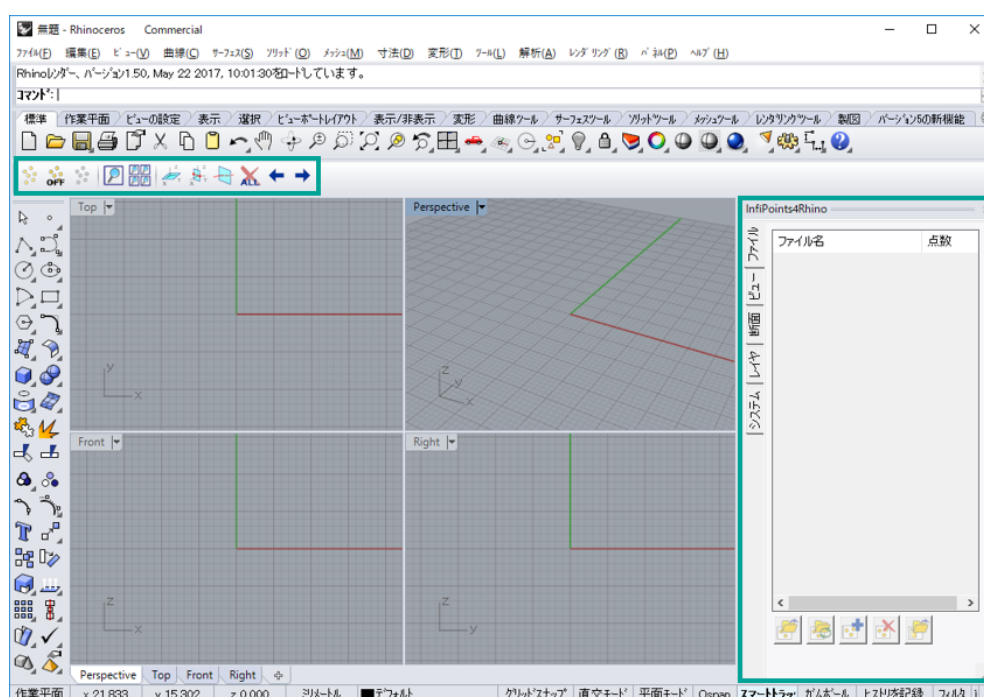 無題 - Rhinoceros Commercial
ファイル(F) 編集(E) ビュー(V) 曲線(C) サーフェス(S) ソリッド(O) メッシュ(M) 寸法(D) 変形(T) ツール(L) 解析(A) レンダリング(R) パネル(P) ヘルプ(H)
Rhinoレンダー、バージョン1.50, May 22 2017, 10:01:30をロードしています。
コマンド:
標準 作業平面 ビューの設定 表示 選択 ビューポートレイアウト 表示/非表示 変形 曲線ツール サーフェスツール ソリッドツール メッシュツール レンダリングツール 製図 バージョン5の新機能
OFF ALL
Top
Perspective
InfiPoints4Rhino
ファイル
ビュー
断面
レイヤ
システム
ファイル名 点数
y
x
z
y
x
Front
Right
z
x
z
y
Perspective Top Front Right
作業平面 x 21.833 y 15.302 z 0.000 ミリメートル デフォルト グリッドスナップ 直交モード 平面モード Osnap スマートトラック ガムボール ヒストリを記録 フィルタ